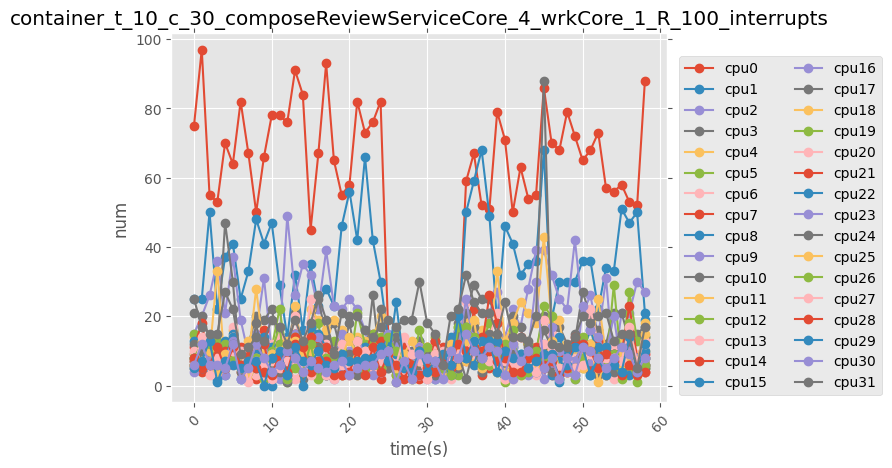 container_t_10_c_30_composeReviewServiceCore_4_wrkCore_1_R_100_interrupts
100
80
60
40
20
0
num
0
10
20
30
40
50
60
time(s)
cpu0
cpu1
cpu2
cpu3
cpu4
cpu5
cpu6
cpu7
cpu8
cpu9
cpu10
cpu11
cpu12
cpu13
cpu14
cpu15
cpu16
cpu17
cpu18
cpu19
cpu20
cpu21
cpu22
cpu23
cpu24
cpu25
cpu26
cpu27
cpu28
cpu29
cpu30
cpu31